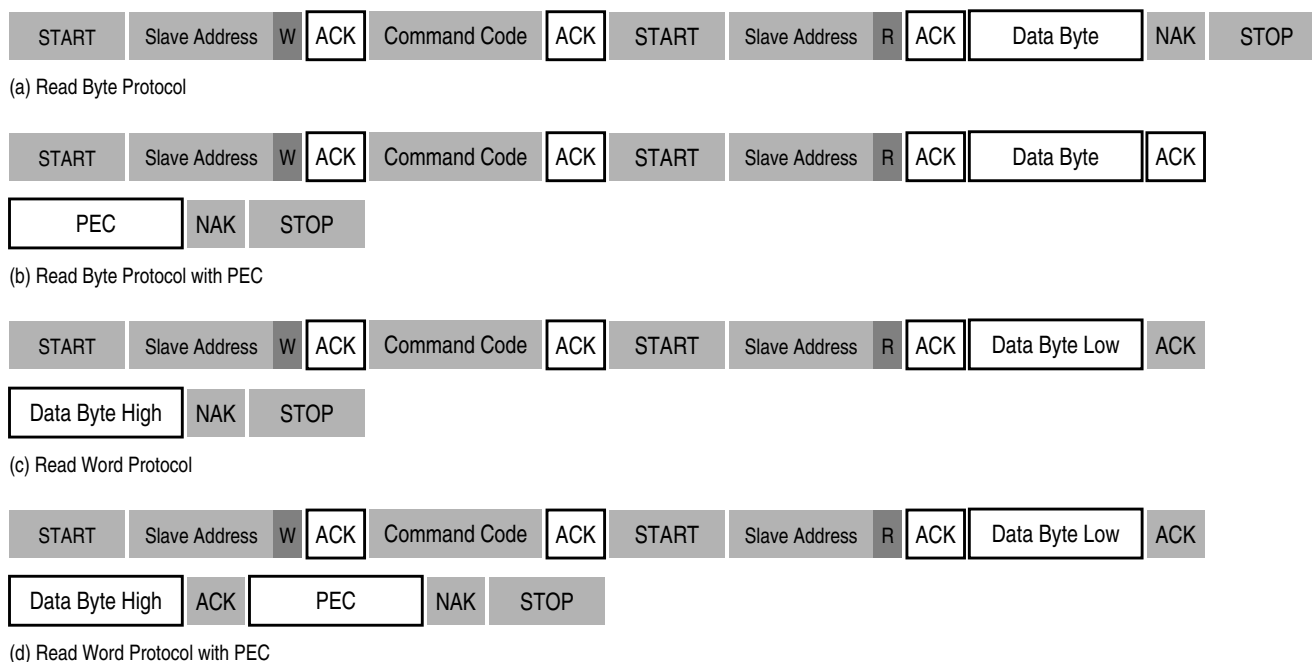 START Slave Address W ACK Command Code ACK START Slave Address R ACK Data Byte NAK STOP
(a) Read Byte Protocol
START Slave Address W ACK Command Code ACK START Slave Address R ACK Data Byte ACK
PEC NAK STOP
(b) Read Byte Protocol with PEC
START Slave Address W ACK Command Code ACK START Slave Address R ACK Data Byte Low ACK
Data Byte High NAK STOP
(c) Read Word Protocol
START Slave Address W ACK Command Code ACK START Slave Address R ACK Data Byte Low ACK
Data Byte High ACK PEC NAK STOP
(d) Read Word Protocol with PEC